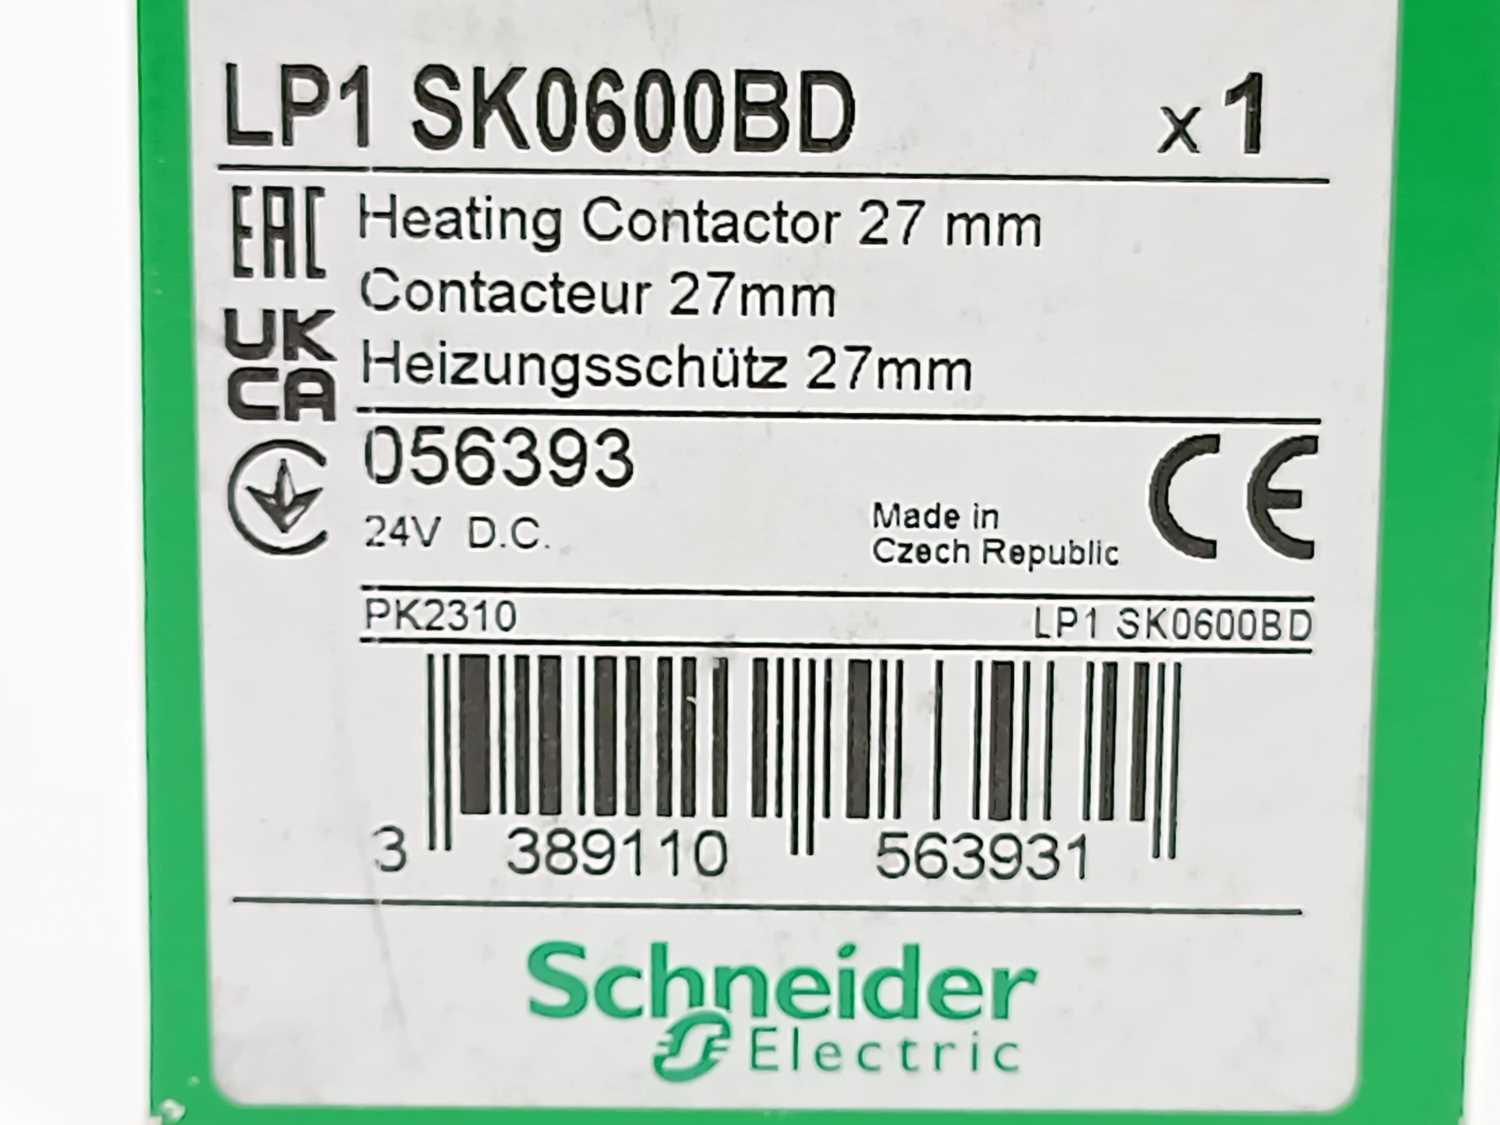 LP1 SK0600BD x 1
EAC Heating Contactor 27 mm
Contacteur 27mm
UK
CA
Heizungsschütz 27mm
056393
CE
24V D.C.
Made in
Czech Republic
PK2310 LP1 SK0600BD
3 389110 563931
Schneider
Electric